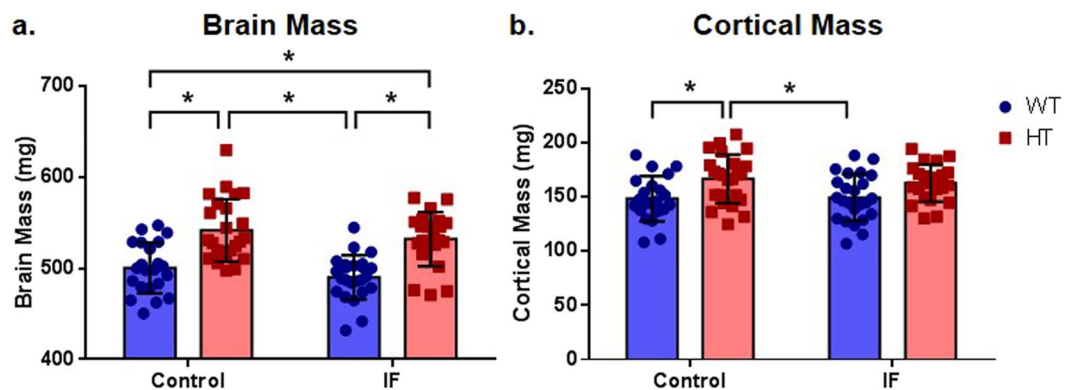 a.
Brain Mass
Brain Mass (mg)
700
600
500
400
*
*
*
*
Control
IF
b.
Cortical Mass
Cortical Mass (mg)
250
200
150
100
50
0
*
*
Control
IF
WT
HT